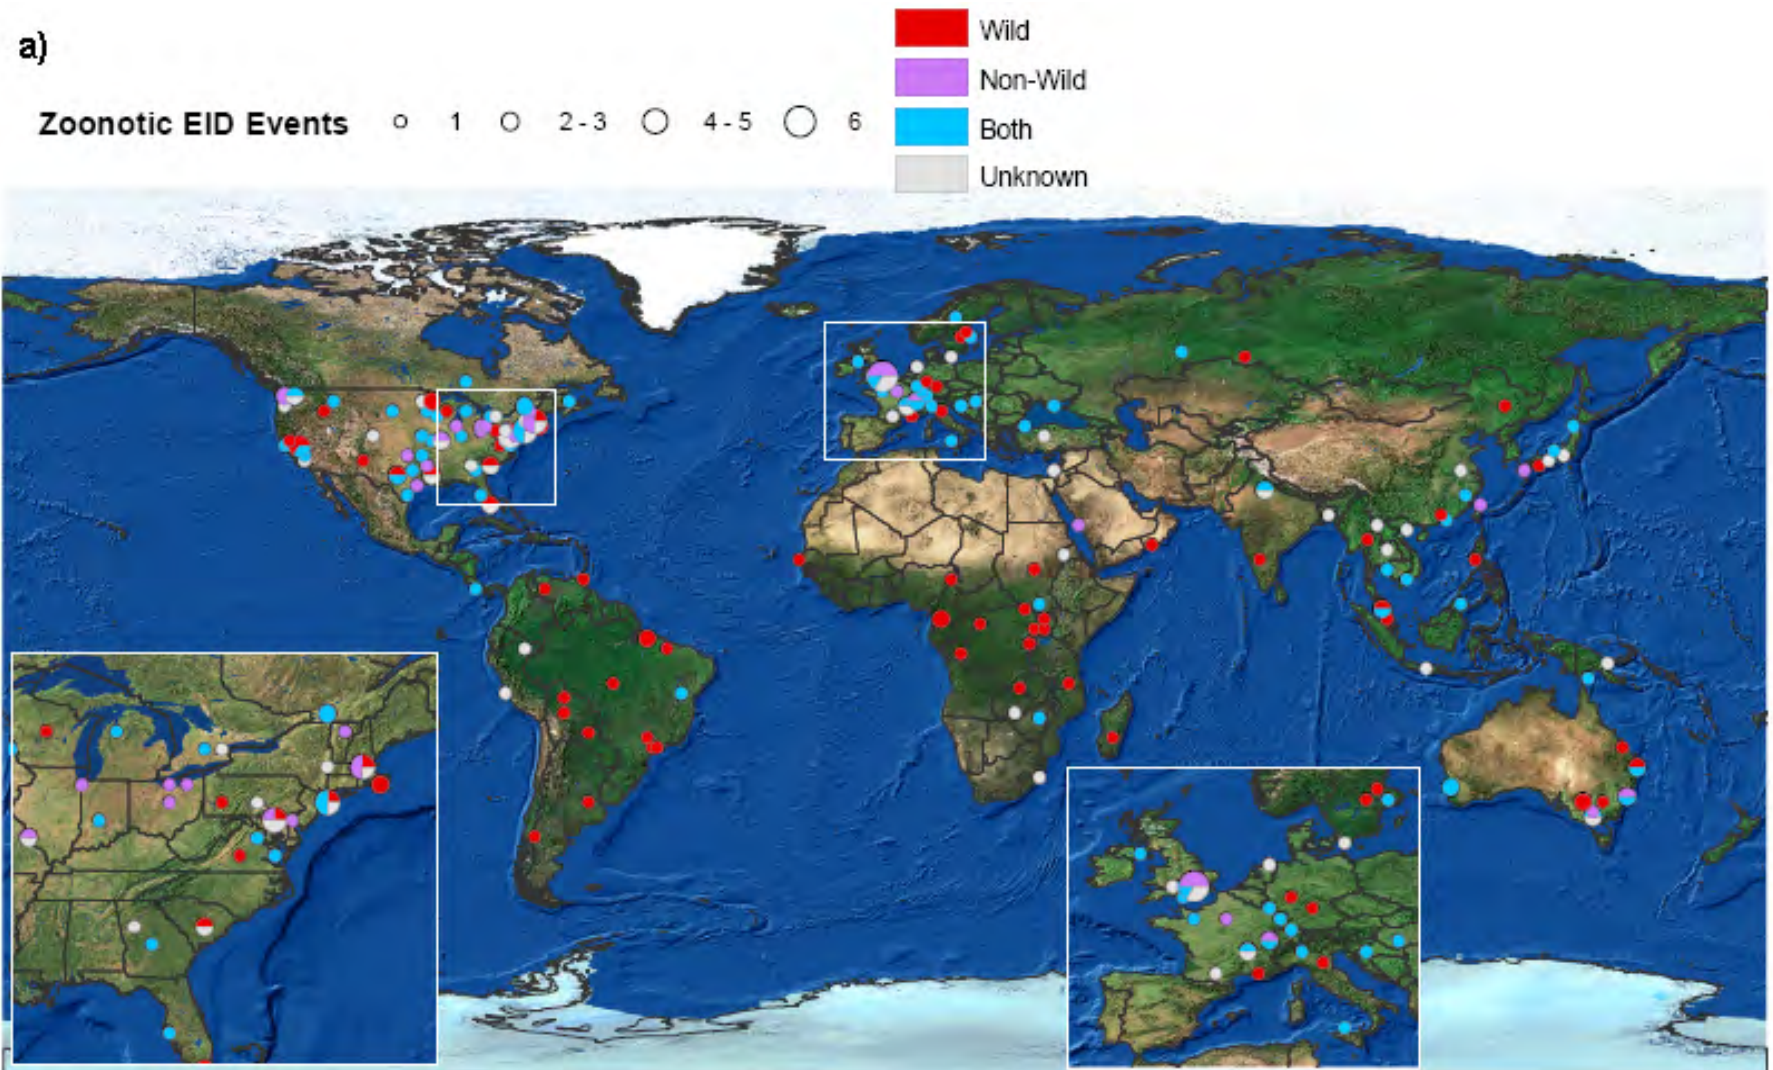 a)
Wild
Non-Wild
Both
Unknown
Zoonotic EID Events 1 2 - 3 4 - 5 6